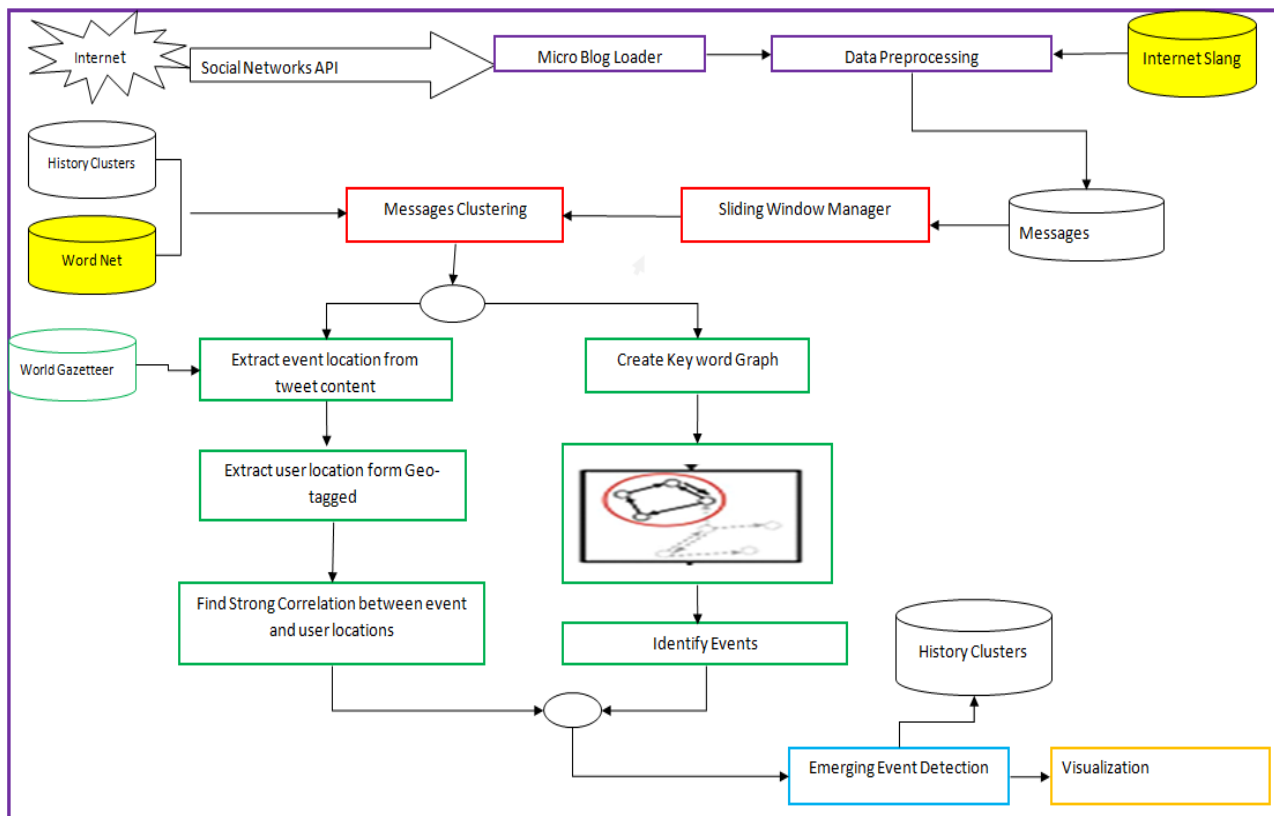 Internet
Social Networks API
Micro Blog Loader
Data Preprocessing
Internet Slang
History Clusters
Messages Clustering
Sliding Window Manager
Messages
Word Net
World Gazetteer
Extract event location from
tweet content
Create Key word Graph
Extract user location form Geo-
tagged
Find Strong Correlation between event
and user locations
Identify Events
History Clusters
Emerging Event Detection
Visualization